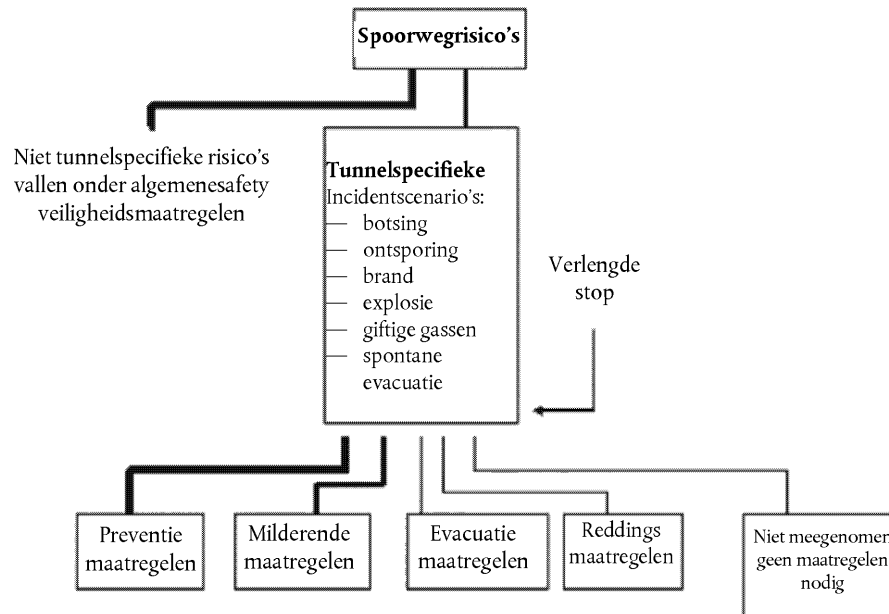 Spoorwegrisico's
Niet tunnelspecifieke risico's
vallen onder algemenesafety
veiligheidsmaatregelen
Tunnelspecifieke
Incidentscenario's:
— botsing
— ontsporing
— brand
— explosie
— giftige gassen
— spontane
evacuatie
Verlengde
stop
Preventie
maatregelen
Milderende
maatregelen
Evacuatie
maatregelen
Reddings
maatregelen
Niet meegenomen
geen maatregelen
nodig